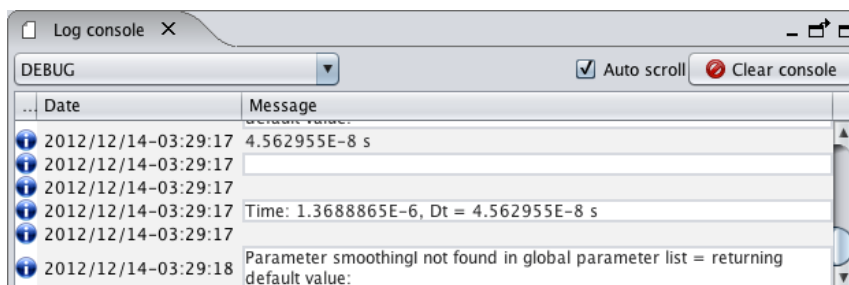 Log console
DEBUG
Auto scroll
Clear console
... Date Message
default value:
2012/12/14-03:29:17 4.562955E-8 s
2012/12/14-03:29:17
2012/12/14-03:29:17
2012/12/14-03:29:17 Time: 1.3688865E-6, Dt = 4.562955E-8 s
2012/12/14-03:29:17
2012/12/14-03:29:18 Parameter smoothingl not found in global parameter list = returning
default value: